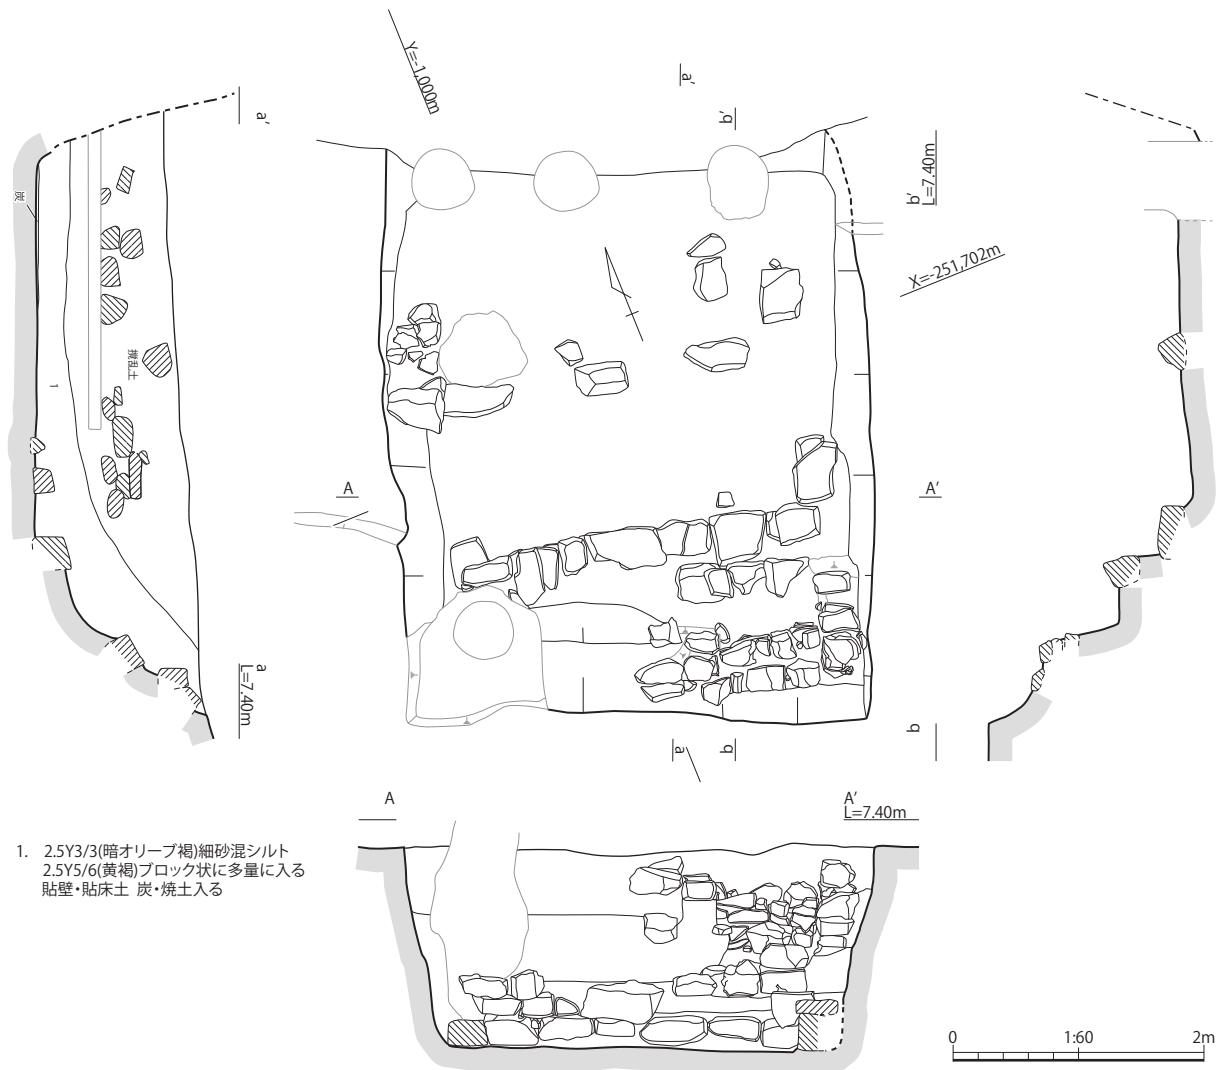 Y=-1,000m
a'
b'
a'
炭
撹乱土
1
b'
L=7.40m
X=-251,702m
A
A'
a
L=7.40m
a
b
b
A
A'
L=7.40m
1. 2.5Y3/3(暗オリーブ褐)細砂混シルト
2.5Y5/6(黄褐)ブロック状に多量に入る
貼壁・貼床土 炭・焼土入る
0 1:60 2m